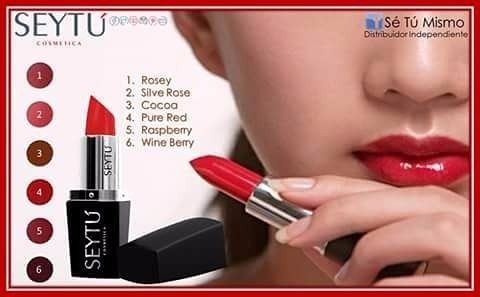 SEYTÚ
COSMETICA
Sé Tú Mismo
Distribuidor Independiente
1. Rosey
2. Silve Rose
3. Cocoa
4. Pure Red
5. Raspberry
6. Wine Berry
1
2
3
4
5
6
SEYTÚ
SEYTÚ
COSMETICA